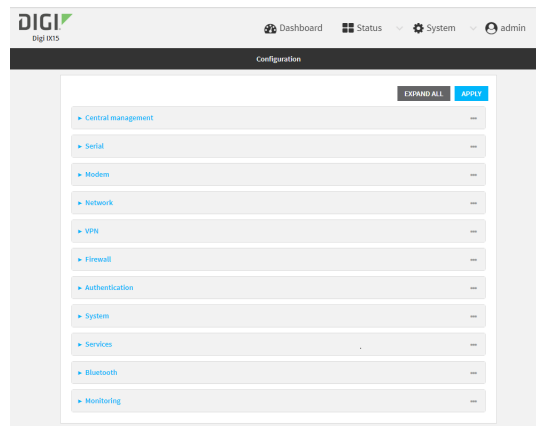 DIGI
Dashboard Status System admin
Digi IX15
Configuration
EXPAND ALL APPLY
Central management
Serial
Modem
Network
VPN
Firewall
Authentication
System
Services
Bluetooth
Monitoring